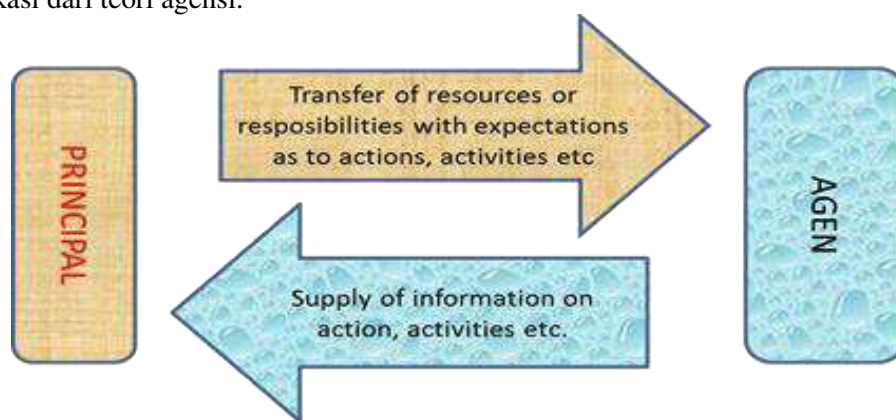 kasi dari teori agensi.
PRINCIPAL
Transfer of resources or
resposibilities with expectations
as to actions, activities etc
AGEN
Supply of information on
action, activities etc.